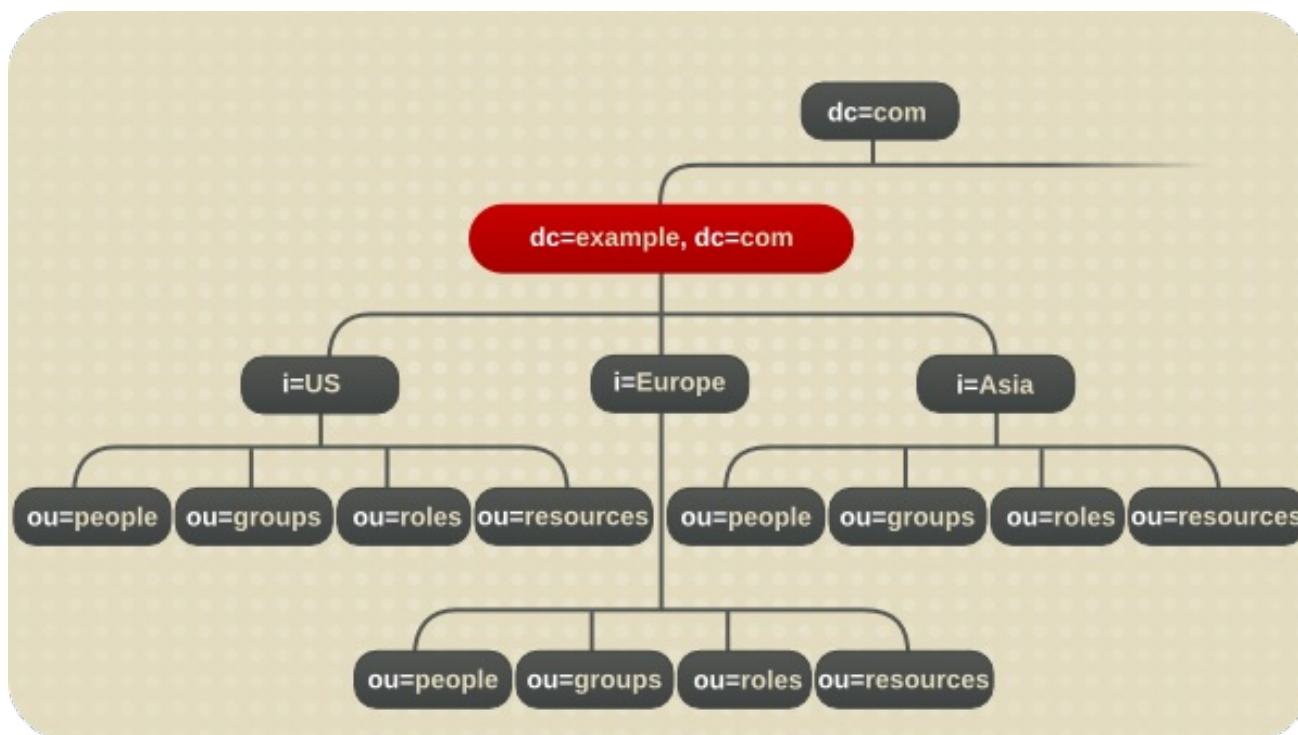 dc=com
dc=example, dc=com
i=US
i=Europe
i=Asia
ou=people
ou=groups
ou=roles
ou=resources
ou=people
ou=groups
ou=roles
ou=resources
ou=people
ou=groups
ou=roles
ou=resources